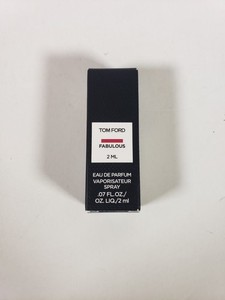 TOM FORD
FABULOUS
2 ML
EAU DE PARFUM
VAPORISATEUR
SPRAY
.07 FL.OZ./
OZ. LIQ./2 ml